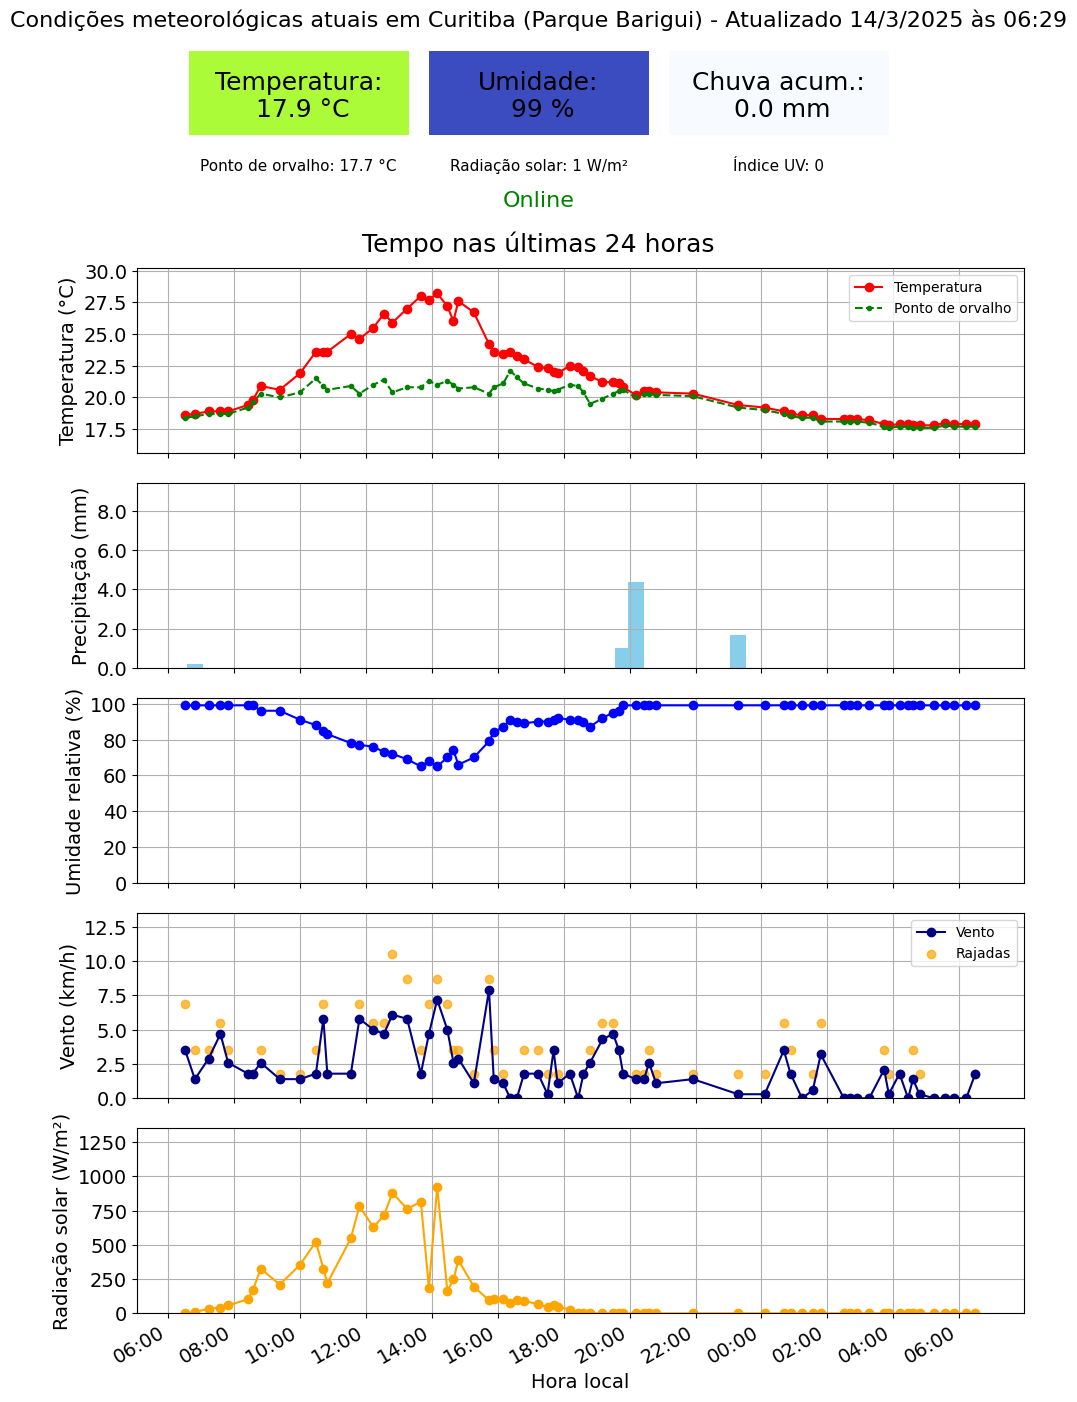 Condições meteorológicas atuais em Curitiba (Parque Barigui) - Atualizado 14/3/2025 às 06:29
Temperatura:
17.9 °C
Umidade:
99 %
Chuva acum.:
0.0 mm
Ponto de orvalho: 17.7 °C
Radiação solar: 1 W/m²
Índice UV: 0
Online
Tempo nas últimas 24 horas
Temperatura (°C)
30.0
27.5
25.0
22.5
20.0
17.5
Temperatura
Ponto de orvalho
Precipitação (mm)
8.0
6.0
4.0
2.0
0.0
Umidade relativa (%)
100
80
60
40
20
0
Vento (km/h)
12.5
10.0
7.5
5.0
2.5
0.0
Vento
Rajadas
Radiação solar (W/m²)
1250
1000
750
500
250
0
06:00 08:00 10:00 12:00 14:00 16:00 18:00 20:00 22:00 00:00 02:00 04:00 06:00
Hora local